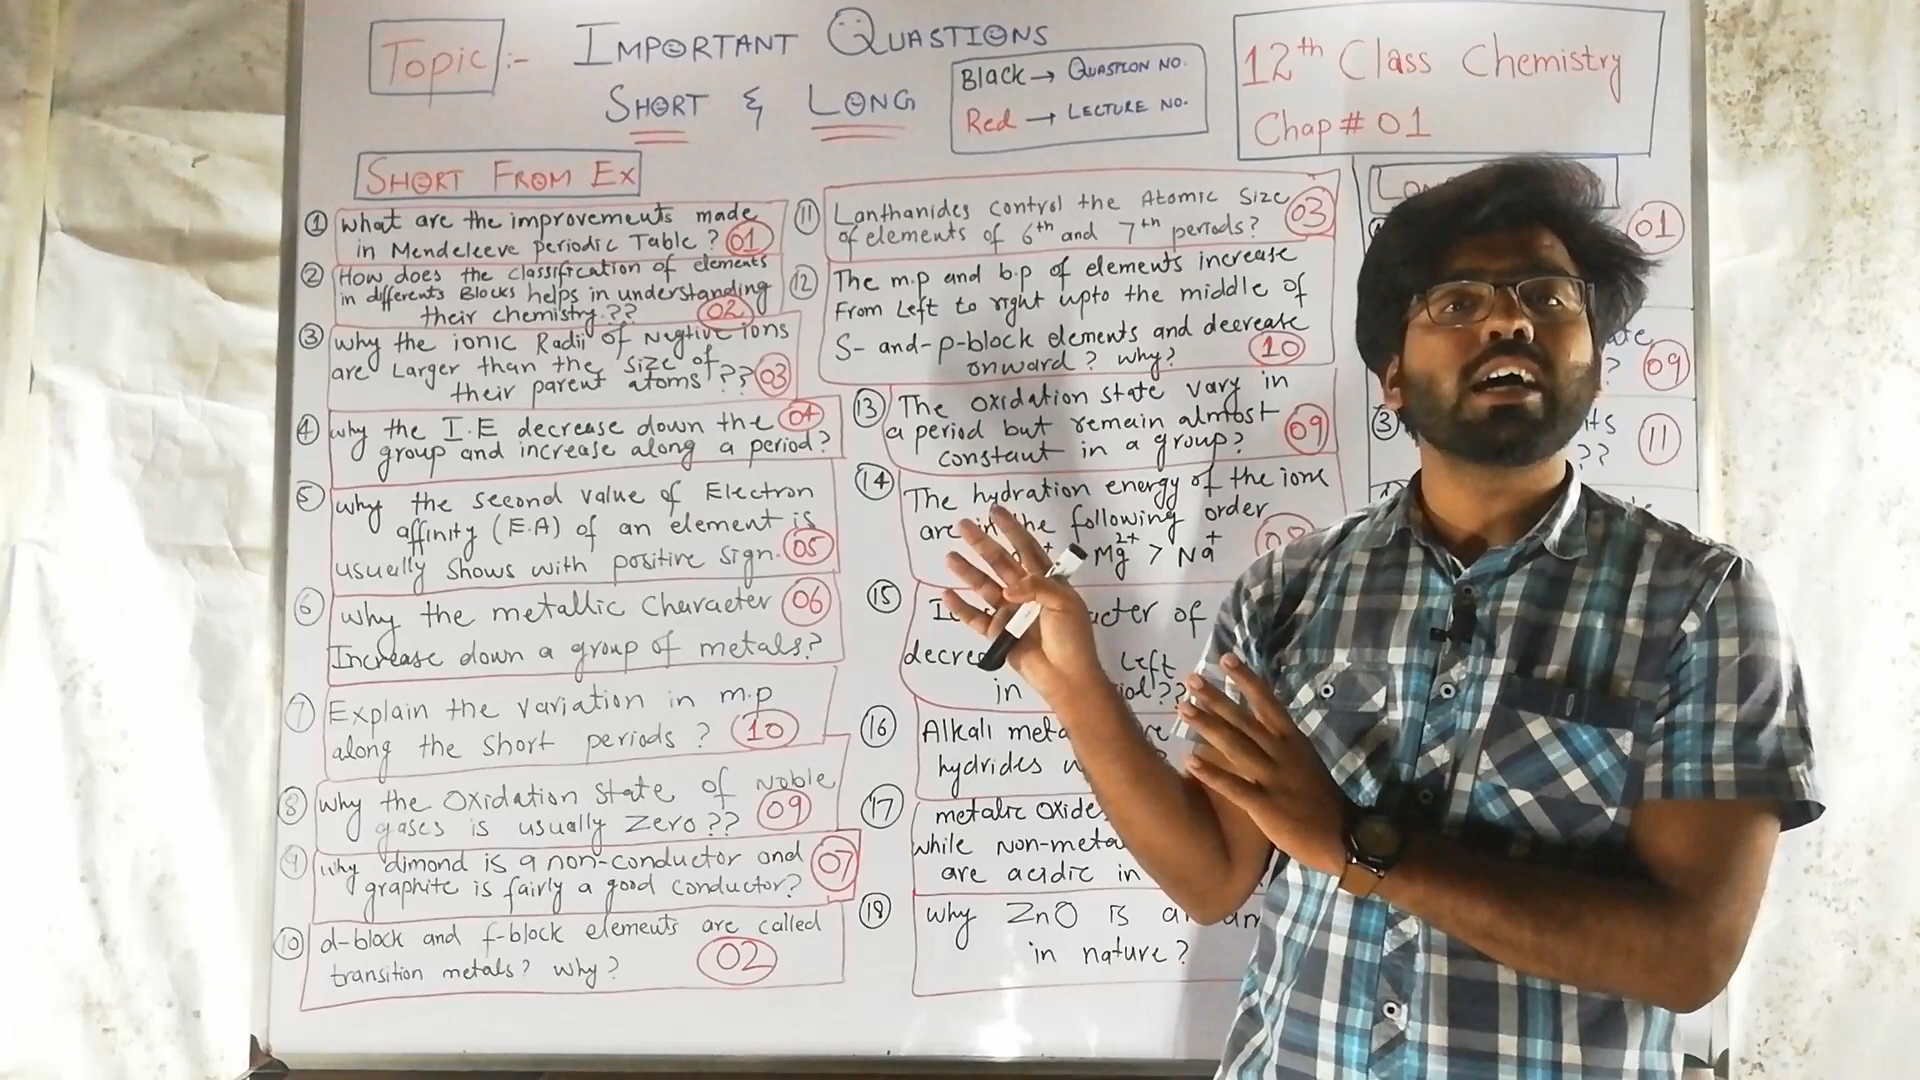 Topic:- IMPORTANT QUASTIONS
SHORT & LONG
Black → QUASTION NO.
Red → LECTURE NO.
12th Class Chemistry
Chap # 01
SHORT FROM EX
① What are the improvements made
in Mendeleeve periodic Table ? 01
② How does the classification of elements
in differents Blocks helps in understanding
their chemistry.?? 02
③ why the ionic Radii of Negtive ions
are Larger than the size of
their parent atoms ?? 03
④ why the I.E decrease down the 04
group and increase along a period?
⑤ why the second value of Electron
affinity (E.A) of an element is
usually shows with positive sign. 05
⑥ why the metallic character 06
Increase down a group of metals?
⑦ Explain the variation in m.p
along the short periods ? 10
⑧ why the Oxidation state of Noble
gases is usually Zero ?? 09
⑨ why dimond is a non-conductor and 07
graphite is fairly a good conductor?
⑩ d-block and f-block elements are called
transition metals? why? 02
⑪ Lanthanides control the Atomic Size 03
of elements of 6th and 7th periods?
⑫ The m.p and b.p of elements increase
From Left to right upto the middle of
S- and-p-block elements and decrease
onward ? why? 10
⑬ The oxidation state vary in
a period but remain almost 09
constant in a group?
⑭ The hydration energy of the ions
are in the following order
Mg2+ > Na+
⑮ of
Left
in
⑯ Alkali
hydrides
⑰ metalic
while
are acidic in
⑱ why ZnO is
in nature?
01
09
③ 11
??